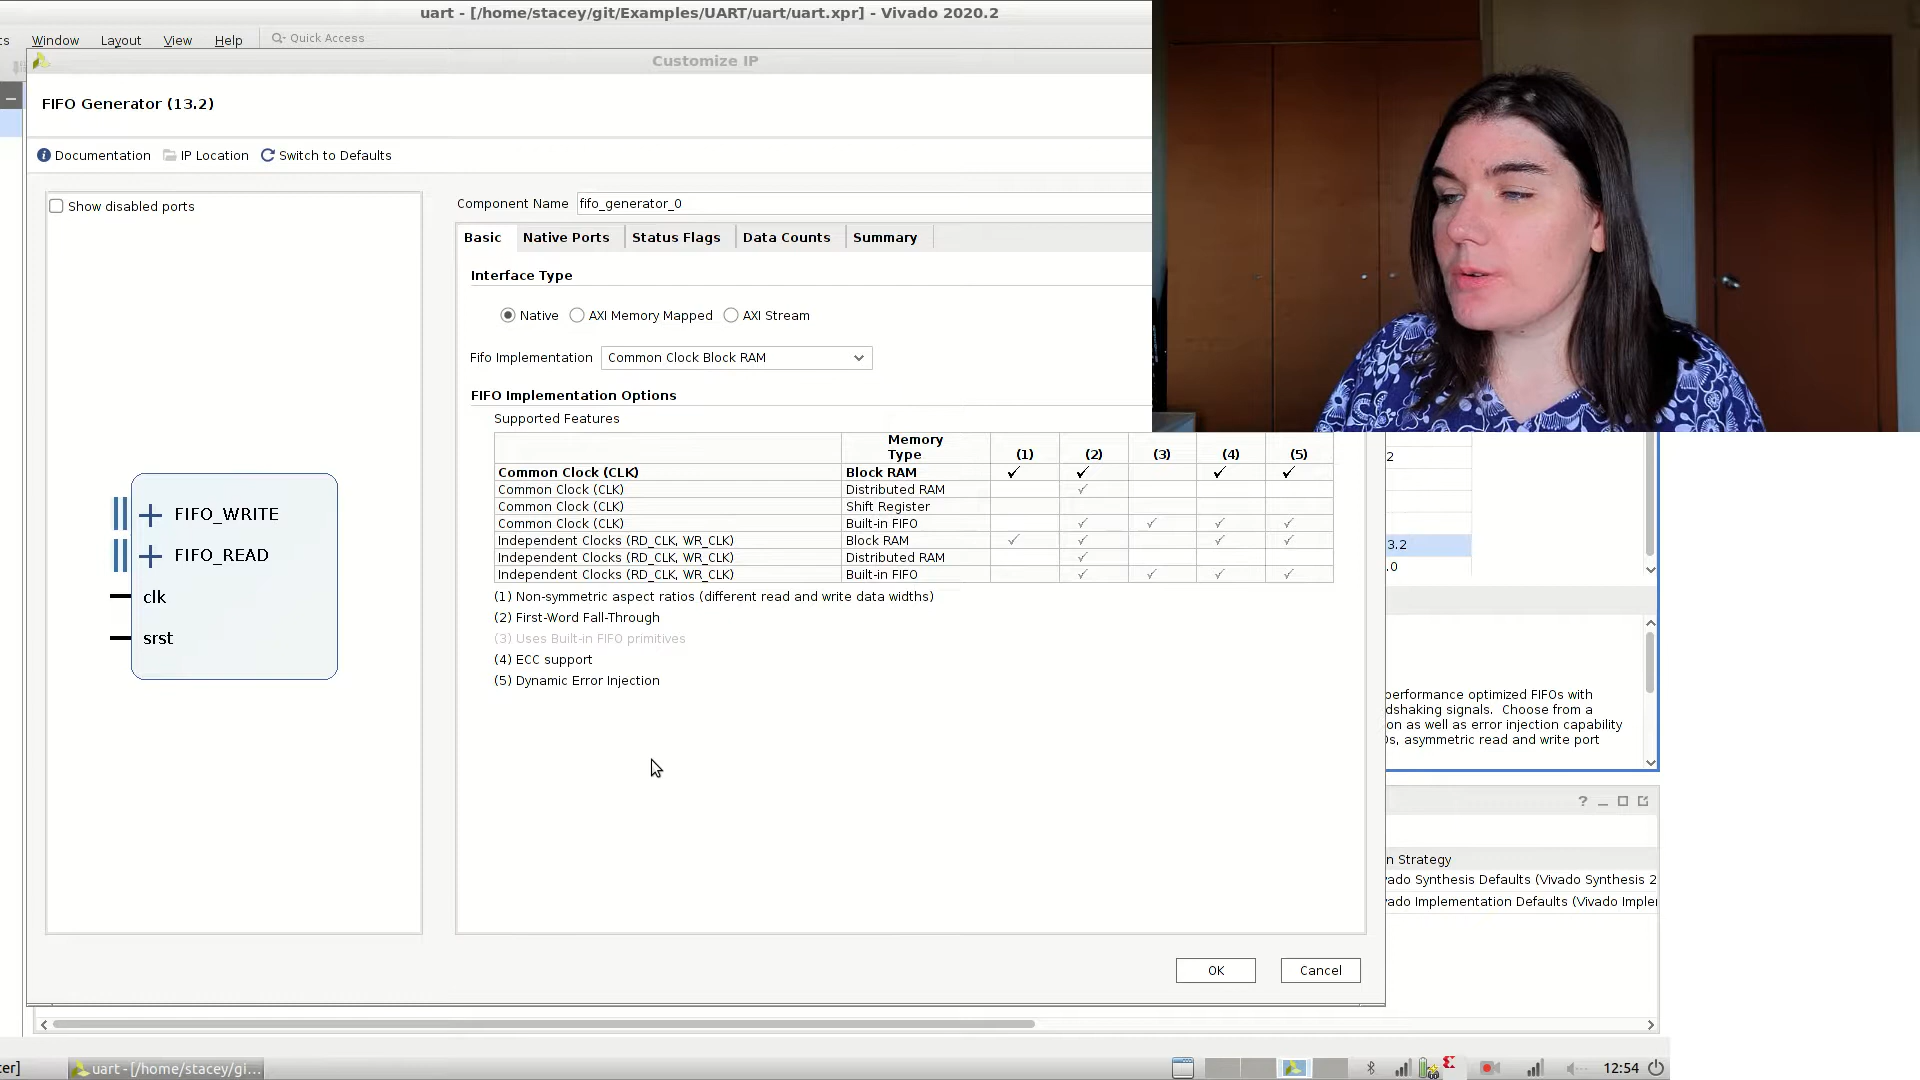 uart - [/home/stacey/git/Examples/UART/uart/uart.xpr] - Vivado 2020.2
Window Layout View Help Quick Access
Customize IP
FIFO Generator (13.2)
Documentation IP Location Switch to Defaults
Show disabled ports
FIFO_WRITE
FIFO_READ
clk
srst
Component Name fifo_generator_0
Basic Native Ports Status Flags Data Counts Summary
Interface Type
Native AXI Memory Mapped AXI Stream
Fifo Implementation Common Clock Block RAM
FIFO Implementation Options
Supported Features
Memory
Type (1) (2) (3) (4) (5)
Common Clock (CLK) Block RAM ✓ ✓ ✓ ✓
Common Clock (CLK) Distributed RAM ✓
Common Clock (CLK) Shift Register
Common Clock (CLK) Built-in FIFO ✓ ✓ ✓ ✓
Independent Clocks (RD_CLK, WR_CLK) Block RAM ✓ ✓ ✓ ✓
Independent Clocks (RD_CLK, WR_CLK) Distributed RAM ✓
Independent Clocks (RD_CLK, WR_CLK) Built-in FIFO ✓ ✓ ✓ ✓
(1) Non-symmetric aspect ratios (different read and write data widths)
(2) First-Word Fall-Through
(3) Uses Built-in FIFO primitives
(4) ECC support
(5) Dynamic Error Injection
OK Cancel
3.2
.0
performance optimized FIFOs with
dshaking signals. Choose from a
on as well as error injection capability
s, asymmetric read and write port
n Strategy
vado Synthesis Defaults (Vivado Synthesis 2
vado Implementation Defaults (Vivado Imple
uart - [/home/stacey/gi...
12:54